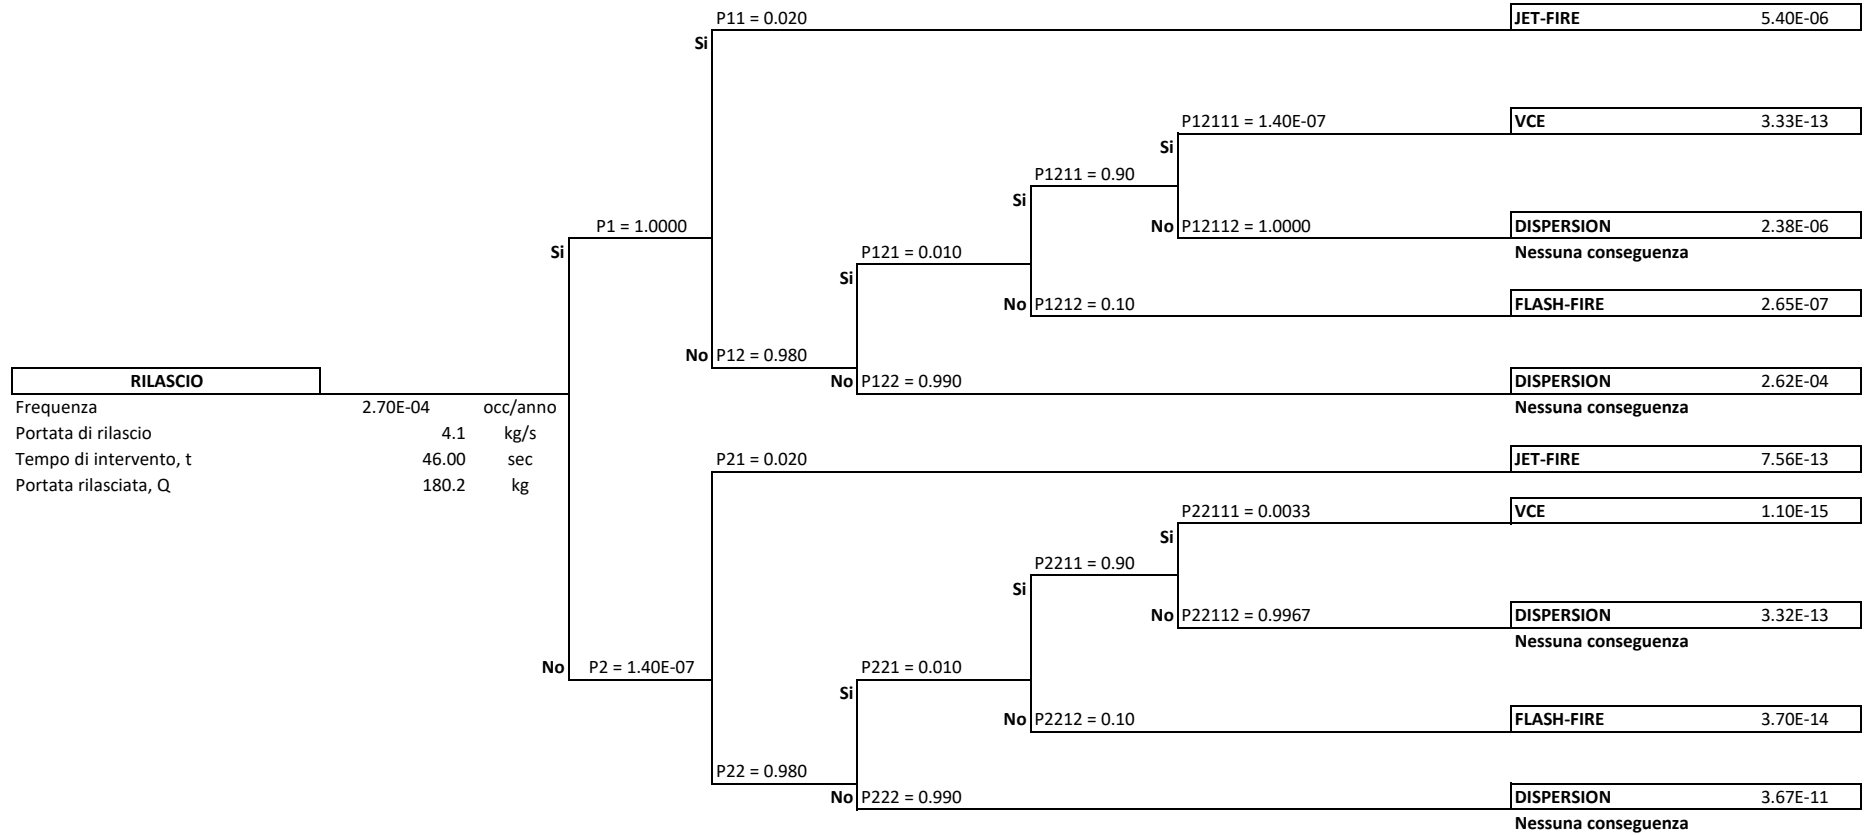 P11 = 0.020 JET-FIRE 5.40E-06
Si
P12111 = 1.40E-07 VCE 3.33E-13
Si
P1211 = 0.90
Si
P1 = 1.0000 No P12112 = 1.0000 DISPERSION 2.38E-06
Si P121 = 0.010 Nessuna conseguenza
Si
No P1212 = 0.10 FLASH-FIRE 2.65E-07
No P12 = 0.980
RILASCIO No P122 = 0.990 DISPERSION 2.62E-04
Frequenza 2.70E-04 occ/anno Nessuna conseguenza
Portata di rilascio 4.1 kg/s
Tempo di intervento, t 46.00 sec P21 = 0.020 JET-FIRE 7.56E-13
Portata rilasciata, Q 180.2 kg
P22111 = 0.0033 VCE 1.10E-15
Si
P2211 = 0.90
Si
No P22112 = 0.9967 DISPERSION 3.32E-13
Nessuna conseguenza
No P2 = 1.40E-07 P221 = 0.010
Si
No P2212 = 0.10 FLASH-FIRE 3.70E-14
P22 = 0.980
No P222 = 0.990 DISPERSION 3.67E-11
Nessuna conseguenza